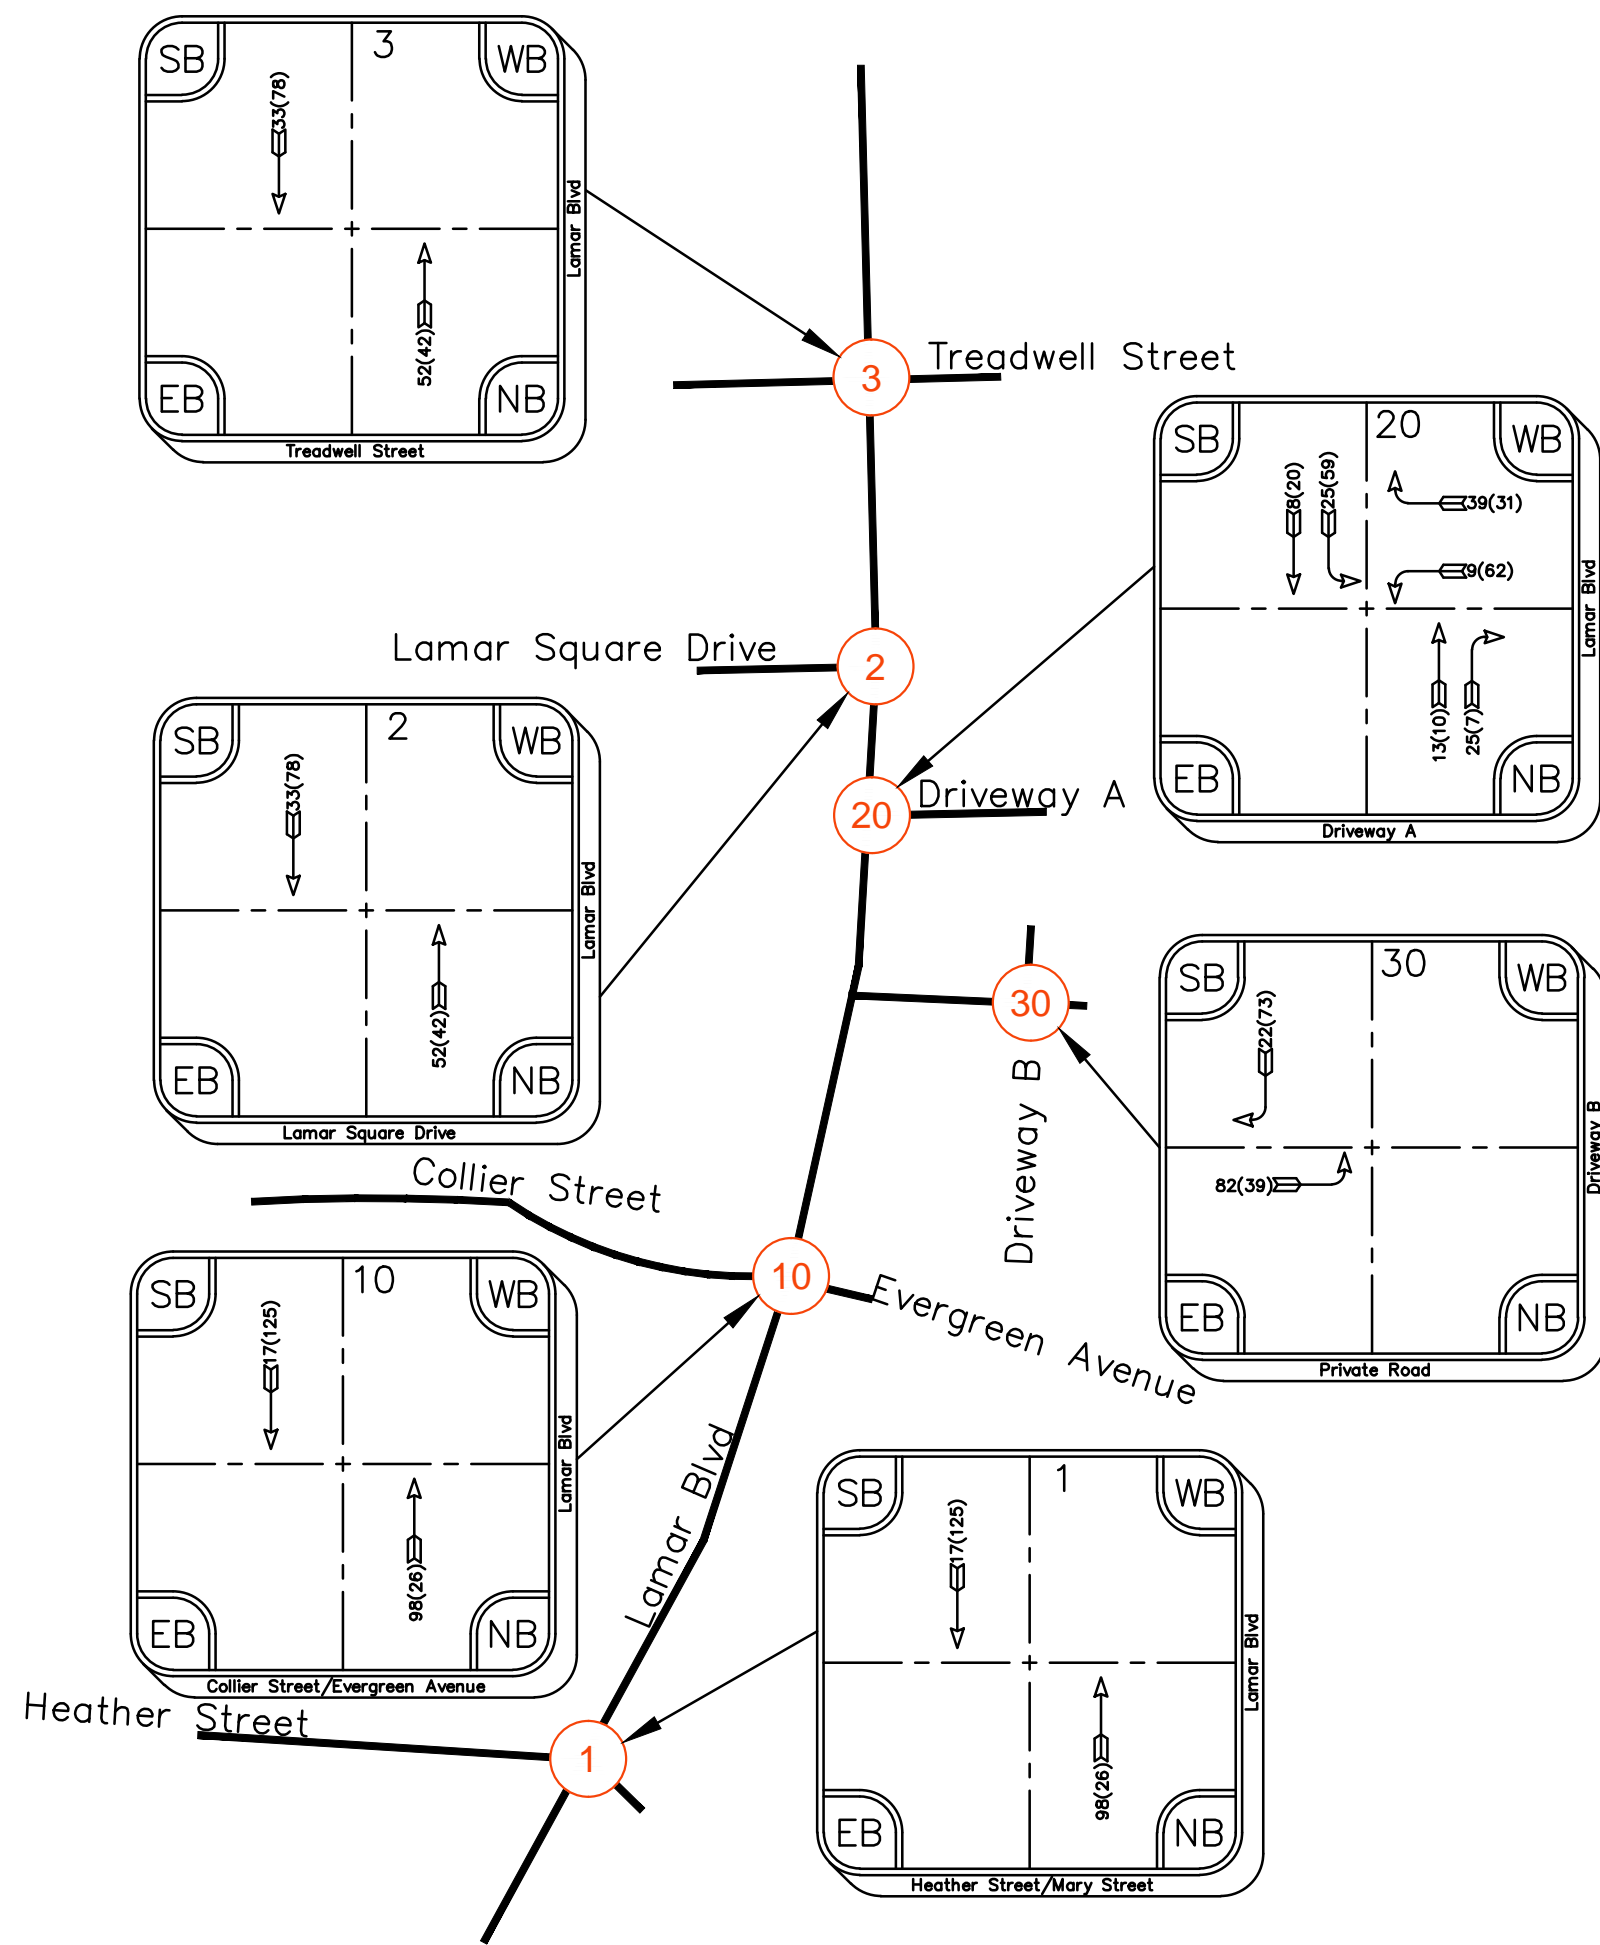 SB
3
WB
33(78)
Lamar Blvd
52(42)
EB
NB
Treadwell Street
3
Treadwell Street
SB
20
WB
8(20)
25(59)
39(31)
9(62)
Lamar Blvd
13(10)
25(7)
EB
NB
Driveway A
Lamar Square Drive
2
SB
2
WB
33(78)
Lamar Blvd
52(42)
EB
NB
Lamar Square Drive
20
Driveway A
SB
30
WB
22(73)
82(39)
Driveway B
EB
NB
Private Road
30
Driveway B
Collier Street
10
Evergreen Avenue
SB
10
WB
17(125)
Lamar Blvd
98(26)
EB
NB
Collier Street/Evergreen Avenue
Lamar Blvd
SB
1
WB
17(125)
Lamar Blvd
98(26)
EB
NB
Heather Street/Mary Street
Heather Street
1